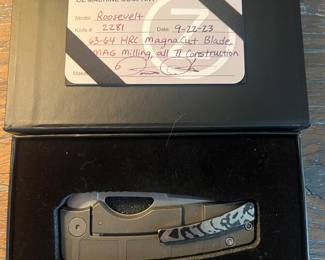 Model: Roosevelt
Knife # 2281 Date: 9-22-23
63-64 HRC MagnaCut Blade
MAG Milling, all Ti Construction